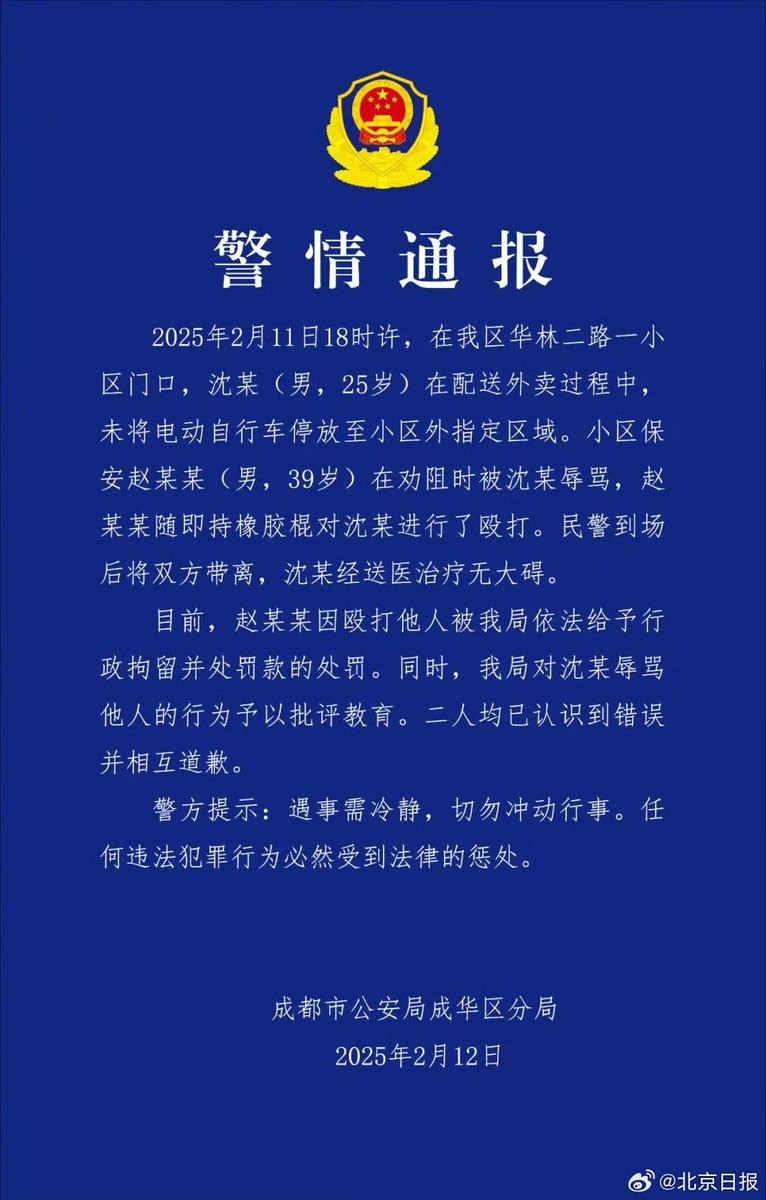 警情通报
2025年2月11日18时许，在我区华林二路一小
区门口，沈某（男，25岁）在配送外卖过程中，
未将电动自行车停放至小区外指定区域。小区保
安赵某某（男，39岁）在劝阻时被沈某辱骂，赵
某某随即持橡胶棍对沈某进行了殴打。民警到场
后将双方带离，沈某经送医治疗无大碍。
目前，赵某某因殴打他人被我局依法给予行
政拘留并处罚款的处罚。同时，我局对沈某辱骂
他人的行为予以批评教育。二人均已认识到错误
并相互道歉。
警方提示：遇事需冷静，切勿冲动行事。任
何违法犯罪行为必然受到法律的惩处。
成都市公安局成华区分局
2025年2月12日
@北京日报